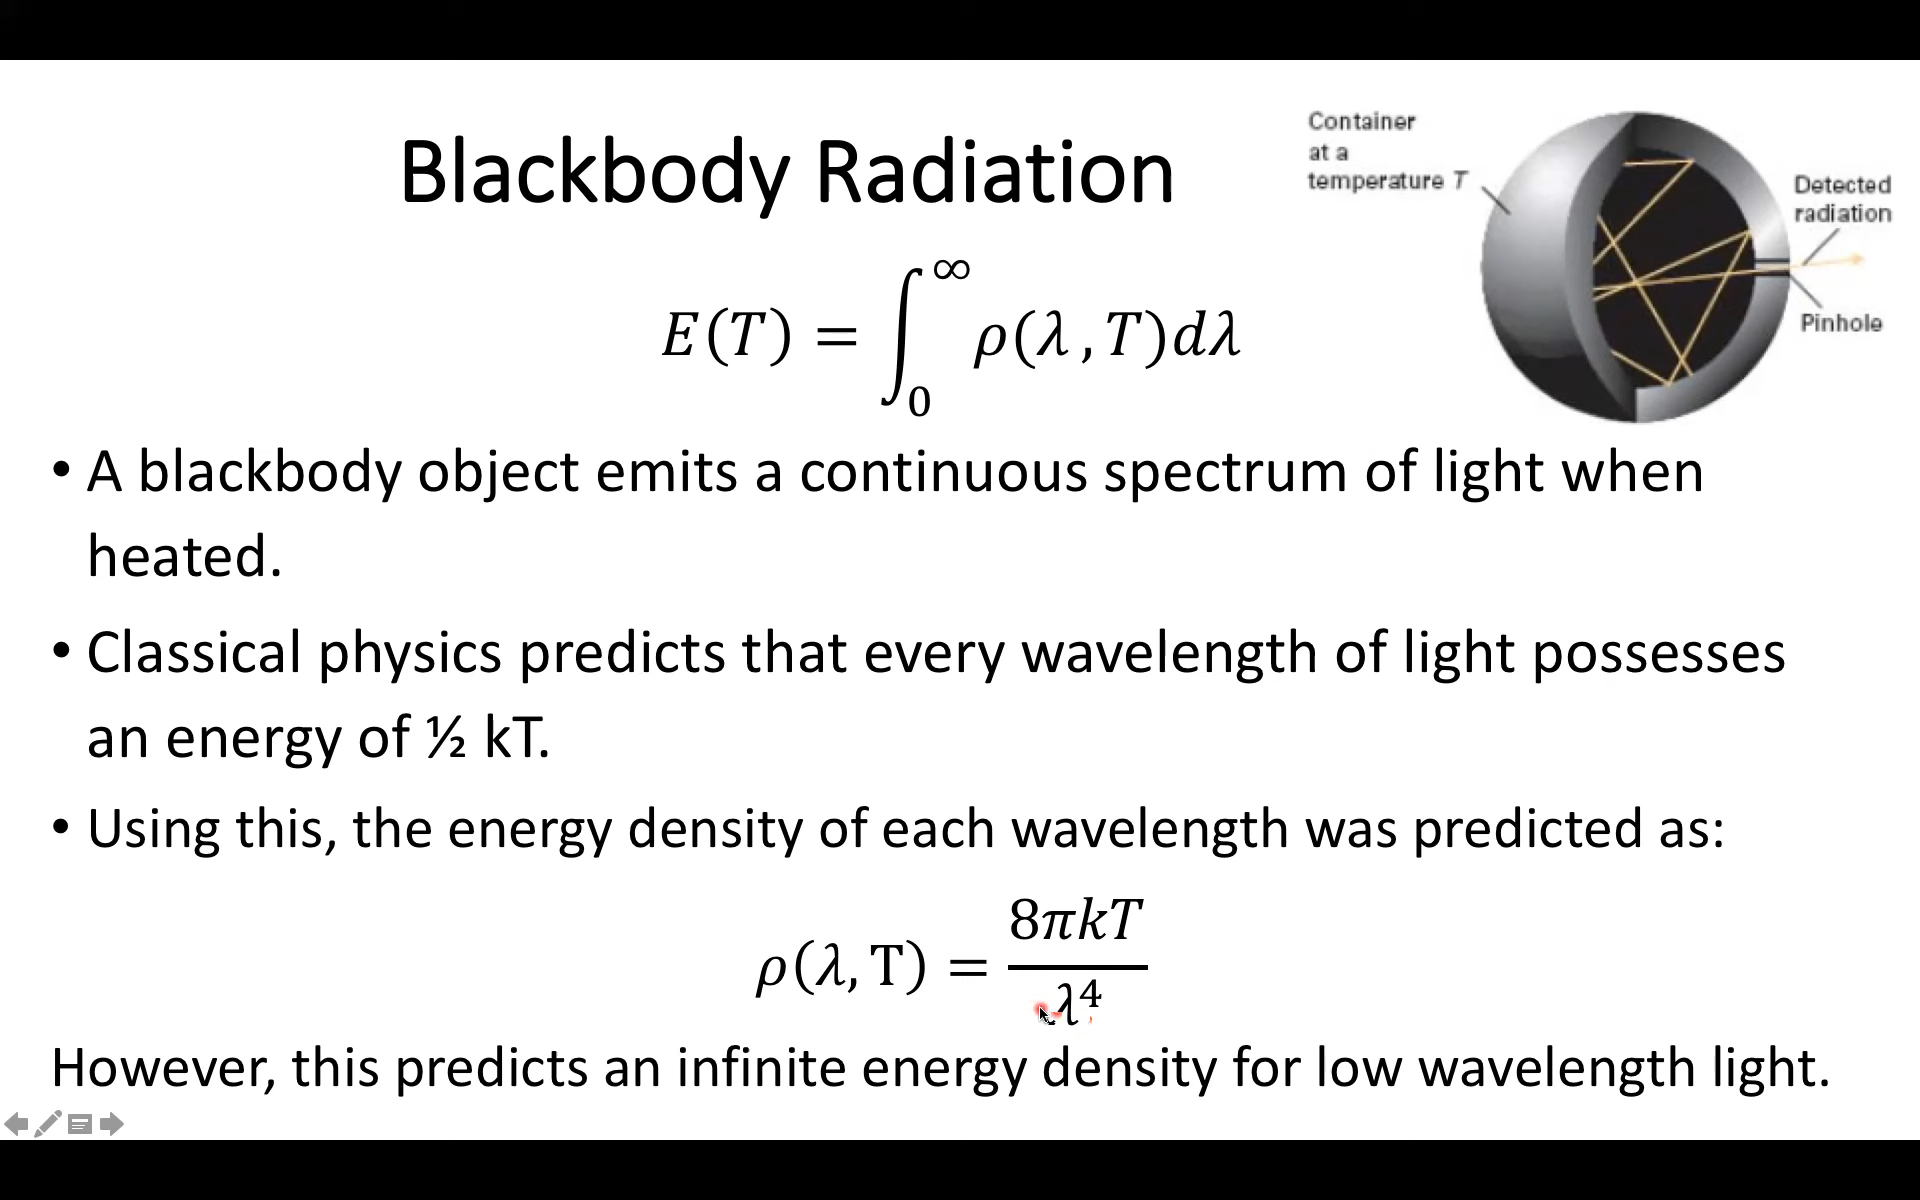 Blackbody Radiation
Container
at a
temperature T
Detected
radiation
Pinhole
E(T) = ∫₀^∞ ρ(λ, T)dλ
• A blackbody object emits a continuous spectrum of light when
heated.
• Classical physics predicts that every wavelength of light possesses
an energy of ½ kT.
• Using this, the energy density of each wavelength was predicted as:
ρ(λ, T) = 8πkT / λ⁴
However, this predicts an infinite energy density for low wavelength light.